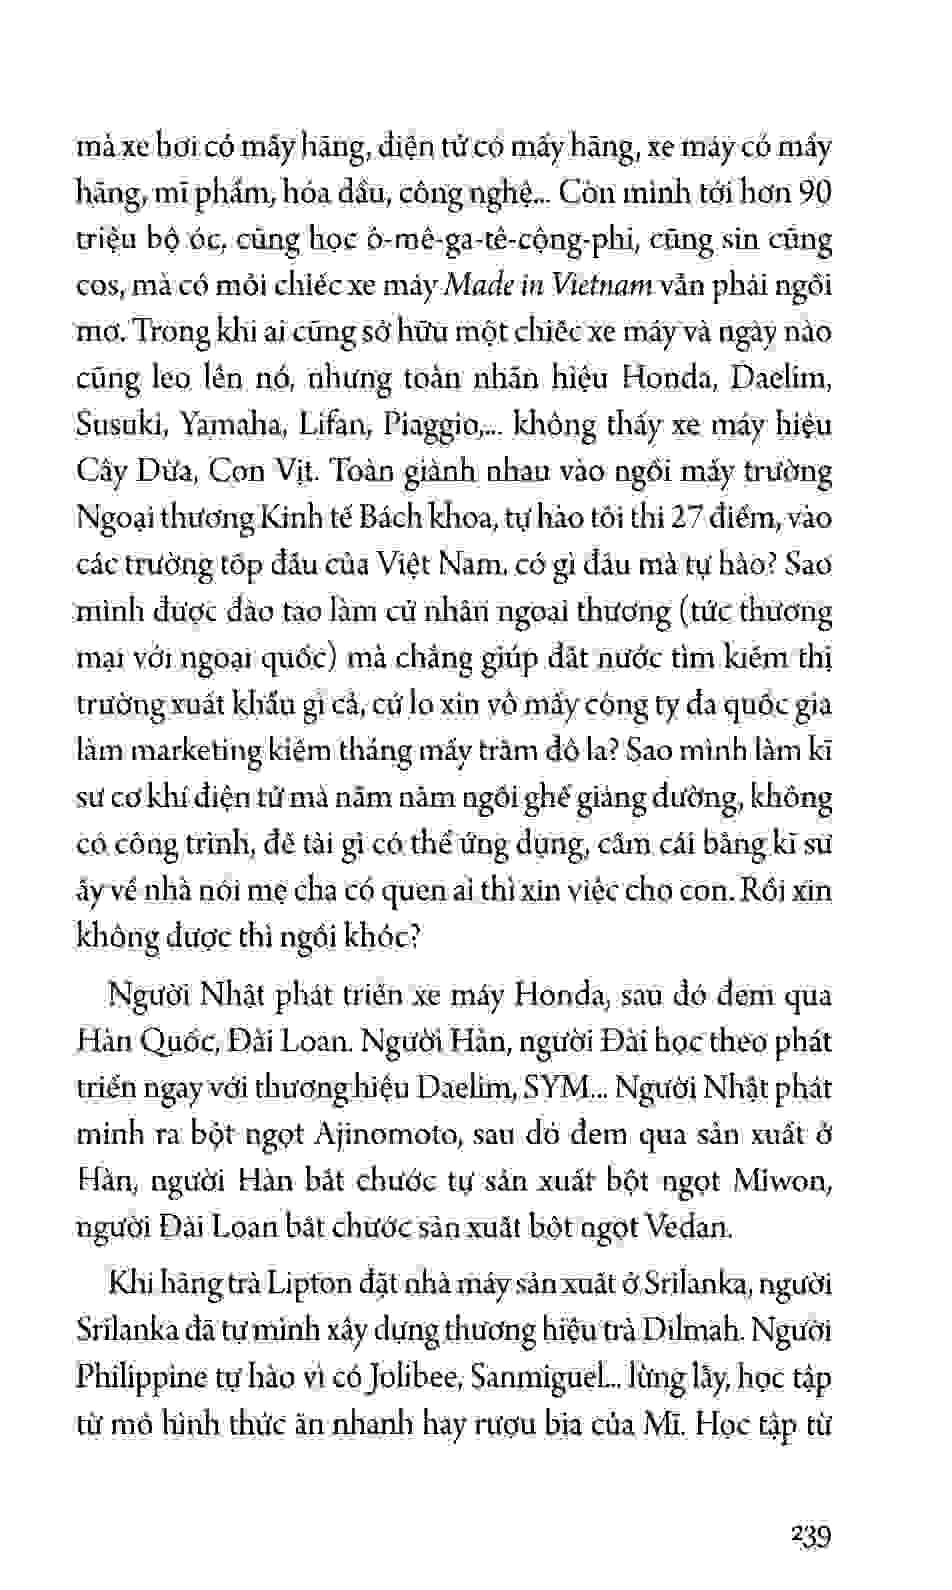 mà xe hơi có mấy hãng, điện tử có mấy hãng, xe máy có mấy
hãng, mĩ phẩm, hóa dầu, công nghệ... Còn mình tới hơn 90
triệu bộ óc, cũng học ô-mê-ga-tê-cộng-phi, cũng sin cũng
cos, mà có mỗi chiếc xe máy Made in Vietnam vẫn phải ngồi
mơ. Trong khi ai cũng sở hữu một chiếc xe máy và ngày nào
cũng leo lên nó, nhưng toàn nhãn hiệu Honda, Daelim,
Susuki, Yamaha, Lifan, Piaggio,... không thấy xe máy hiệu
Cây Dừa, Con Vịt. Toàn giành nhau vào ngồi mấy trường
Ngoại thương Kinh tế Bách khoa, tự hào tôi thi 27 điểm, vào
các trường tốp đầu của Việt Nam, có gì đâu mà tự hào? Sao
mình được đào tạo làm cử nhân ngoại thương (tức thương
mại với ngoại quốc) mà chẳng giúp đất nước tìm kiếm thị
trường xuất khẩu gì cả, cứ lo xin vô mấy công ty đa quốc gia
làm marketing kiếm tháng mấy trăm đô la? Sao mình làm kĩ
sư cơ khí điện tử mà năm năm ngồi ghế giảng đường, không
có công trình, đề tài gì có thể ứng dụng, cầm cái bằng kĩ sư
ấy về nhà nói mẹ cha có quen ai thì xin việc cho con. Rồi xin
không được thì ngồi khóc?
Người Nhật phát triển xe máy Honda, sau đó đem qua
Hàn Quốc, Đài Loan. Người Hàn, người Đài học theo phát
triển ngay với thương hiệu Daelim, SYM... Người Nhật phát
minh ra bột ngọt Ajinomoto, sau đó đem qua sản xuất ở
Hàn, người Hàn bắt chước tự sản xuất bột ngọt Miwon,
người Đài Loan bắt chước sản xuất bột ngọt Vedan.
Khi hãng trà Lipton đặt nhà máy sản xuất ở Srilanka, người
Srilanka đã tự mình xây dựng thương hiệu trà Dilmah. Người
Philippine tự hào vì có Jolibee, Sanmiguel... lừng lẫy, học tập
từ mô hình thức ăn nhanh hay rượu bia của Mĩ. Học tập từ
239